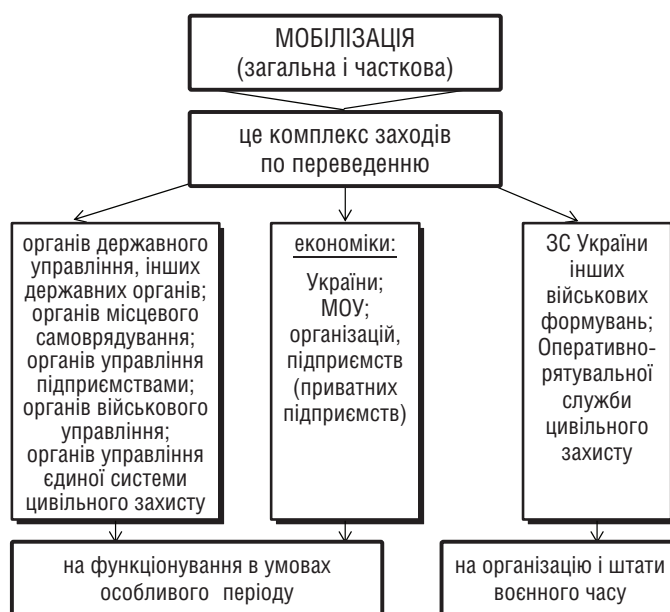 МОБІЛІЗАЦІЯ
(загальна і часткова)
це комплекс заходів
по переведенню
органів державного
управління, інших
державних органів;
органів місцевого
самоврядування;
органів управління
підприємствами;
органів військового
управління;
органів управління
єдиної системи
цивільного захисту
економіки:
України;
МОУ;
організацій,
підприємств
(приватних
підприємств)
ЗС України
інших
військових
формувань;
Оперативно-
рятувальної
служби
цивільного
захисту
на функціонування в умовах
особливого періоду
на організацію і штати
воєнного часу